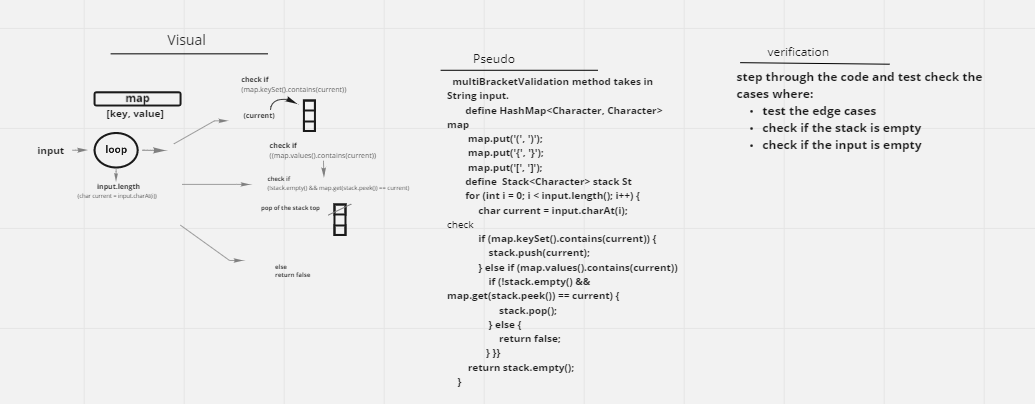 Visual
check if
(map.keySet().contains(current))
map
[key, value]
(current)
input
loop
check if
((map.values().contains(current))
input.length
(char current = input.charAt(i))
check if
(!stack.empty() && map.get(stack.peek()) == current)
pop of the stack top
else
return false
Pseudo
multiBracketValidation method takes in
String input.
define HashMap<Character, Character>
map
map.put('(', ')');
map.put('{', '}');
map.put('[', ']');
define Stack<Character> stack St
for (int i = 0; i < input.length(); i++) {
char current = input.charAt(i);
check
if (map.keySet().contains(current)) {
stack.push(current);
} else if (map.values().contains(current))
if (!stack.empty() &&
map.get(stack.peek()) == current) {
stack.pop();
} else {
return false;
} }}
return stack.empty();
}
verification
step through the code and test check the
cases where:
• test the edge cases
• check if the stack is empty
• check if the input is empty